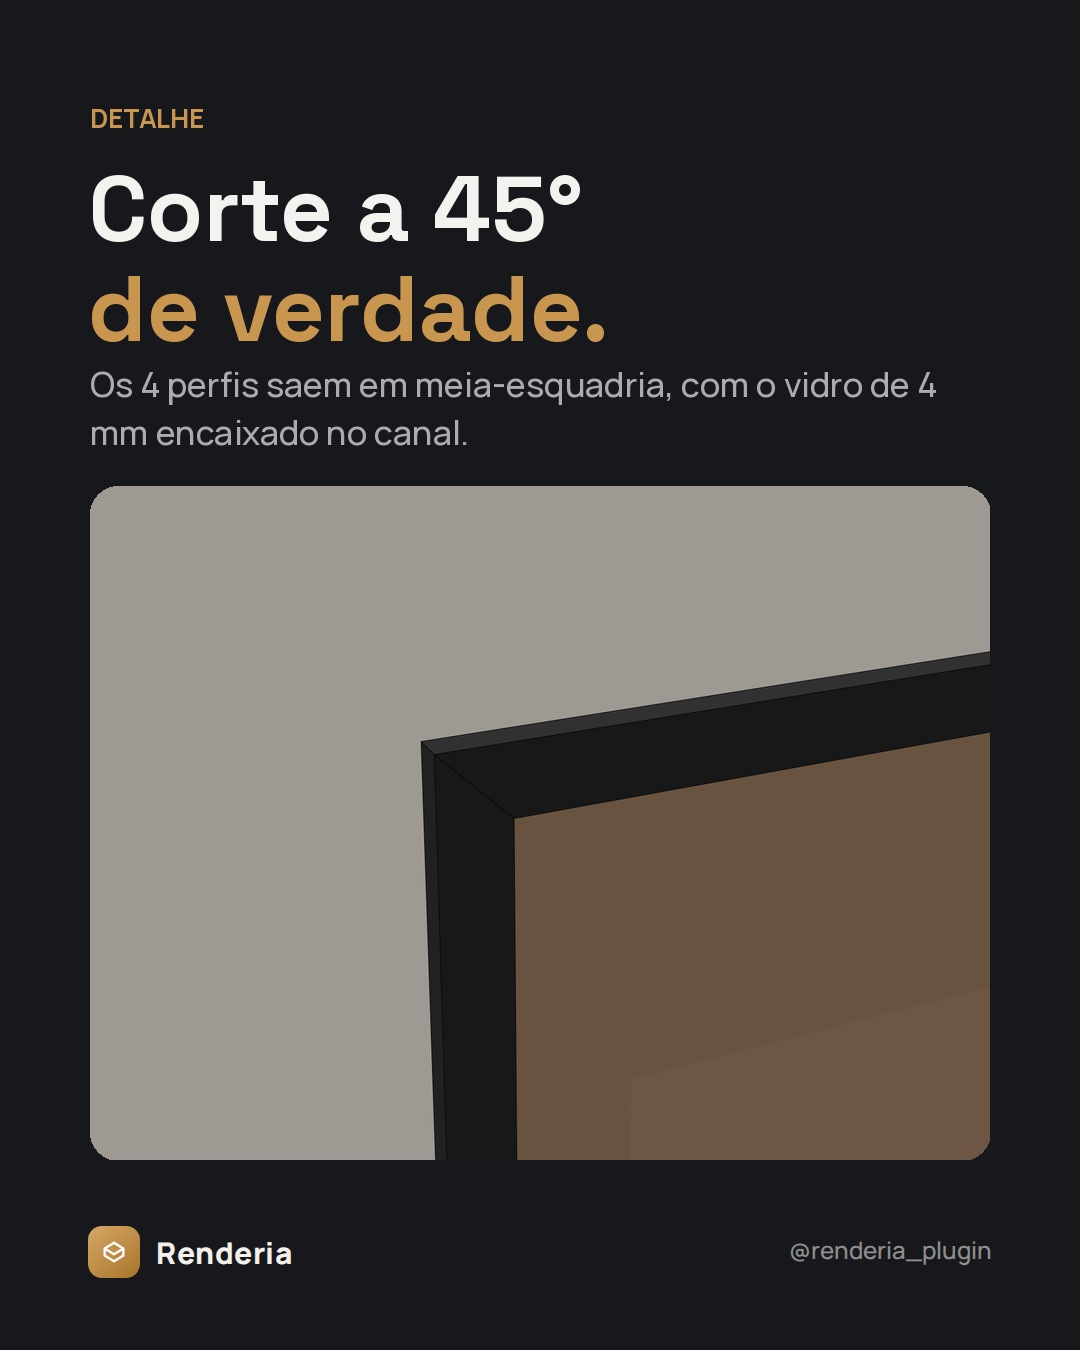 DETALHE
Corte a 45°
de verdade.
Os 4 perfis saem em meia-esquadria, com o vidro de 4
mm encaixado no canal.
Renderia
@renderia_plugin